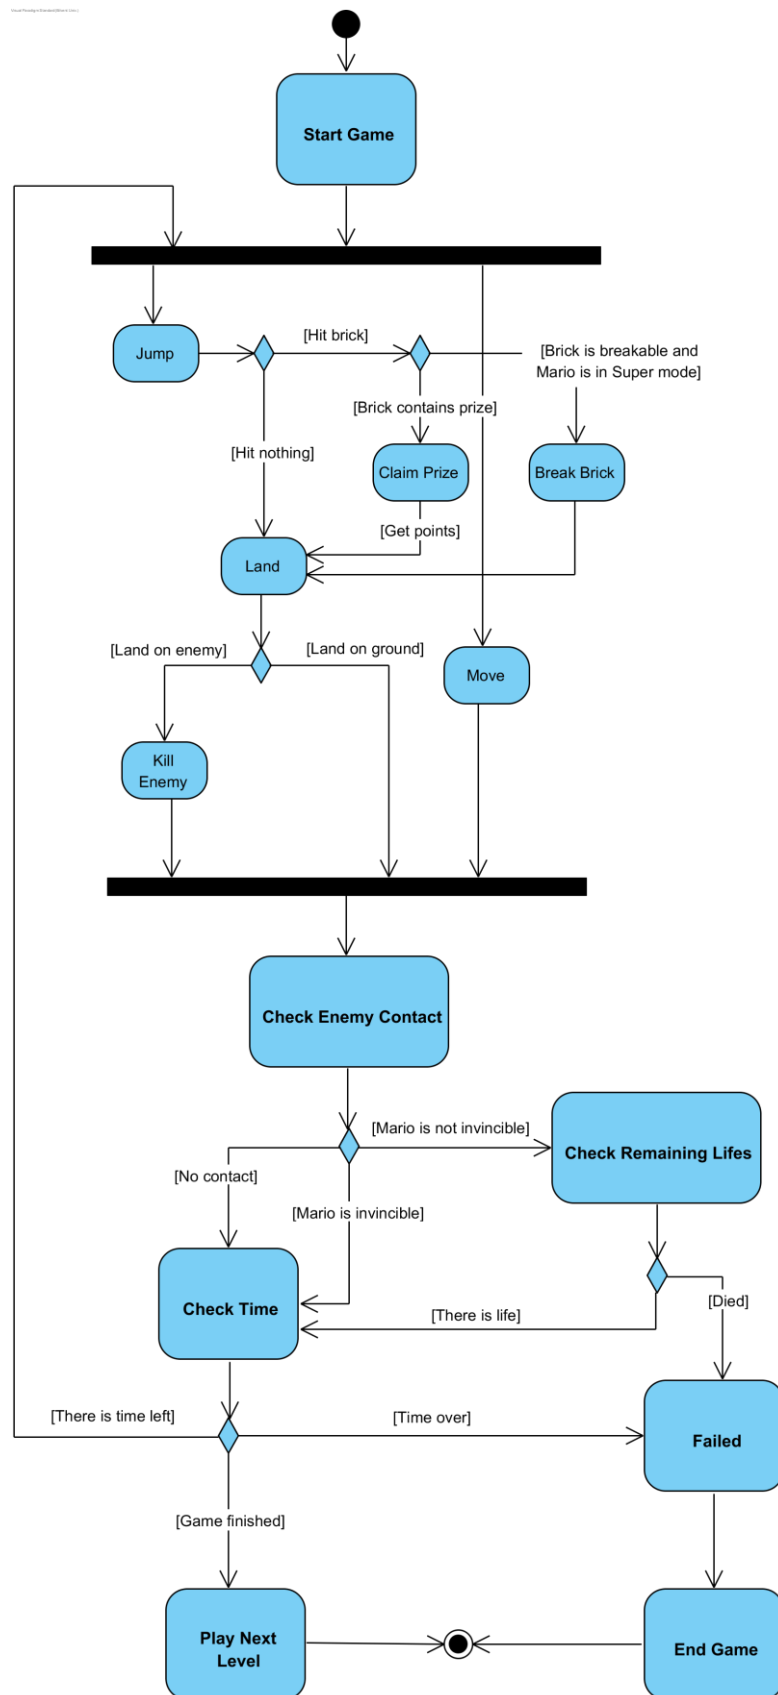 Start Game
Jump
[Hit brick]
[Brick is breakable and
Mario is in Super mode]
[Brick contains prize]
[Hit nothing]
Claim Prize
Break Brick
[Get points]
Land
[Land on enemy]
[Land on ground]
Move
Kill
Enemy
Check Enemy Contact
[Mario is not invincible]
Check Remaining Lifes
[No contact]
[Mario is invincible]
Check Time
[There is life]
[Died]
[There is time left]
[Time over]
Failed
[Game finished]
Play Next
Level
End Game